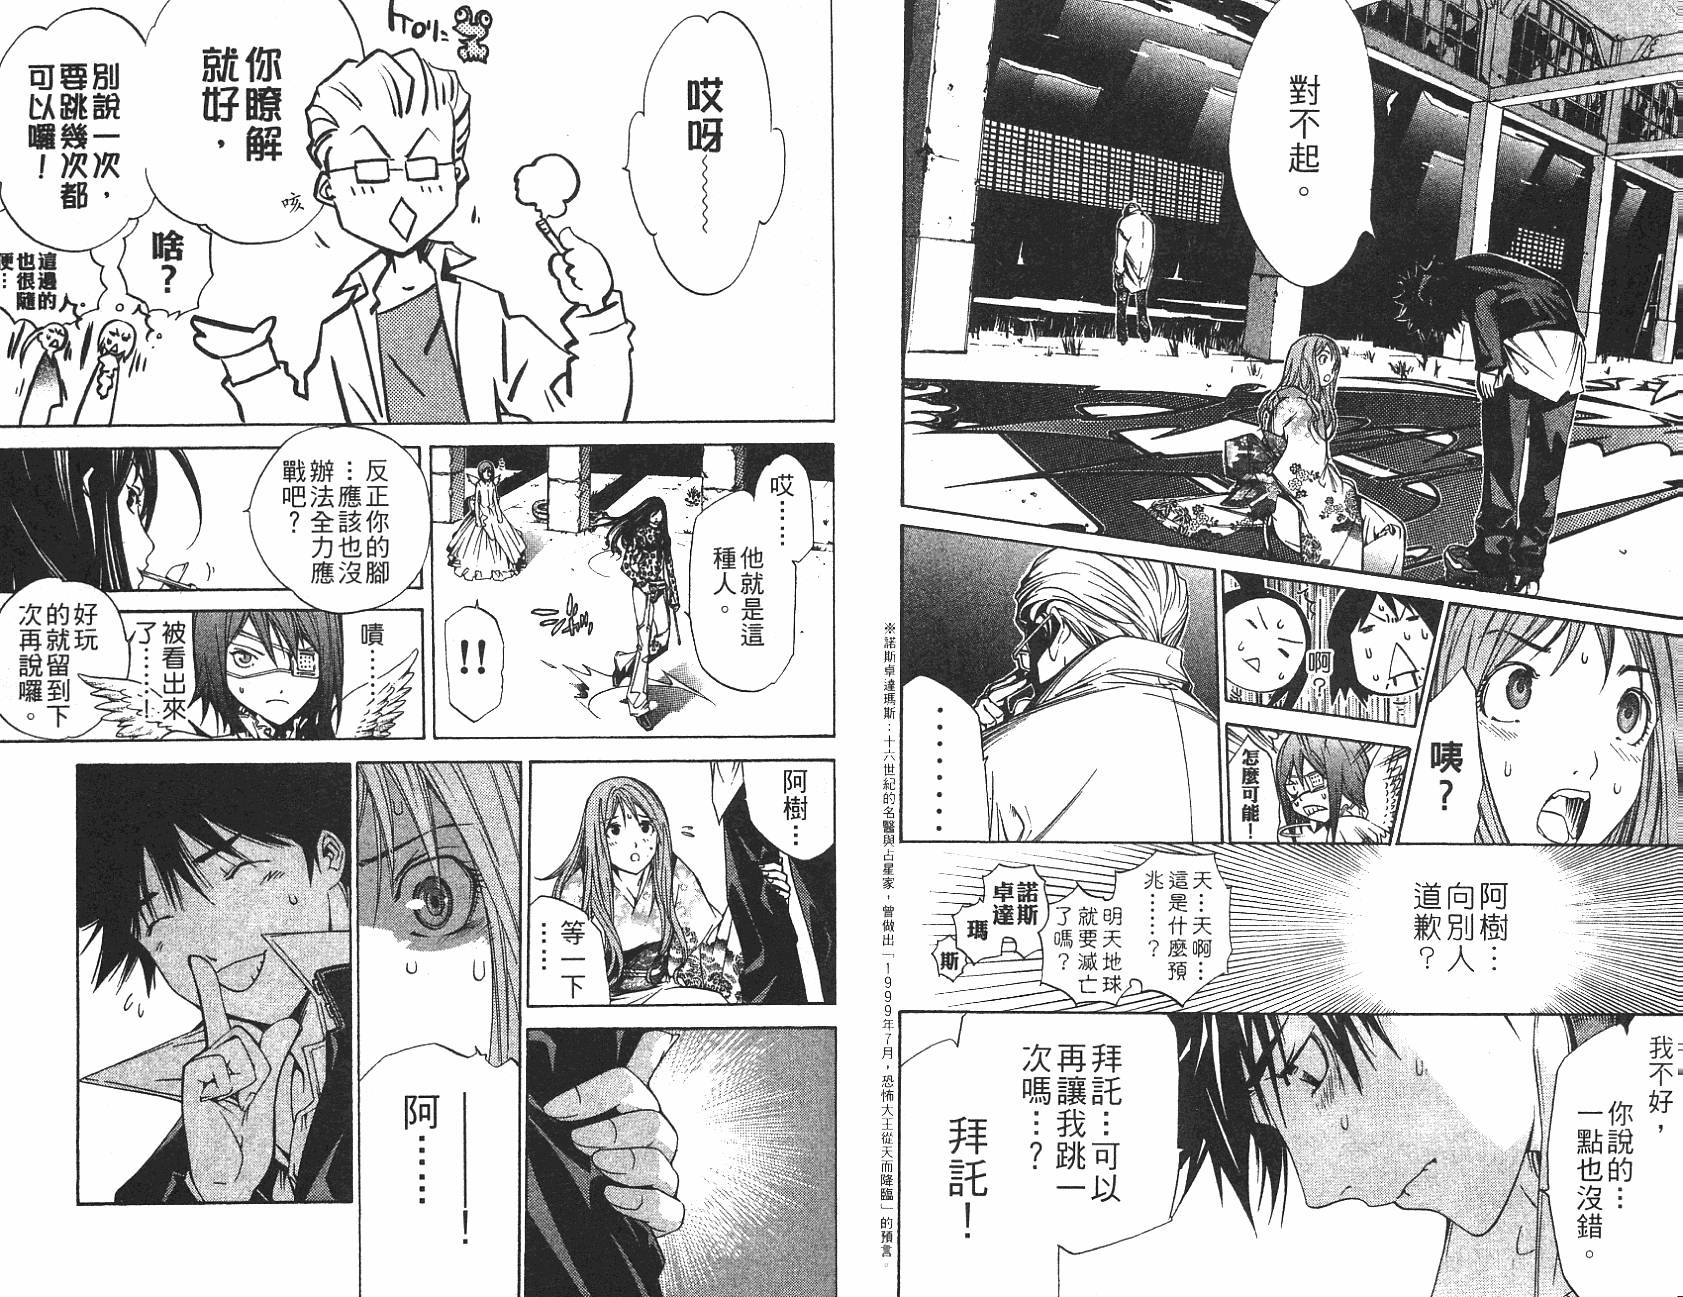 對不起。
咦?
啊?
怎麼可能!
………
阿樹…
向別人
道歉?
天…天啊…
這是什麼預
兆……?
明天地球
就要滅亡
了嗎?
諾斯
卓達
瑪
斯
我不好,
你說的…
一點也沒錯。
拜託…可以
再讓我跳一
次嗎…?
拜託!
※諾斯卓達瑪斯:十六世紀的名醫與占星家,曾做出「1999年7月,恐怖大王從天而降臨」的預言。
哎呀~~
你瞭解
就好,
咳
別說一次,
要跳幾次都
可以囉!
啥?
這邊的人
也很隨
便…
哎……
他就是這
種人。
!!
反正你的腳
…應該也沒
辦法全力應
戰吧?
嘖……
被看出來
了……!
好玩
的就留到下
次再說囉。
阿樹…
等一下
……
——!
阿……